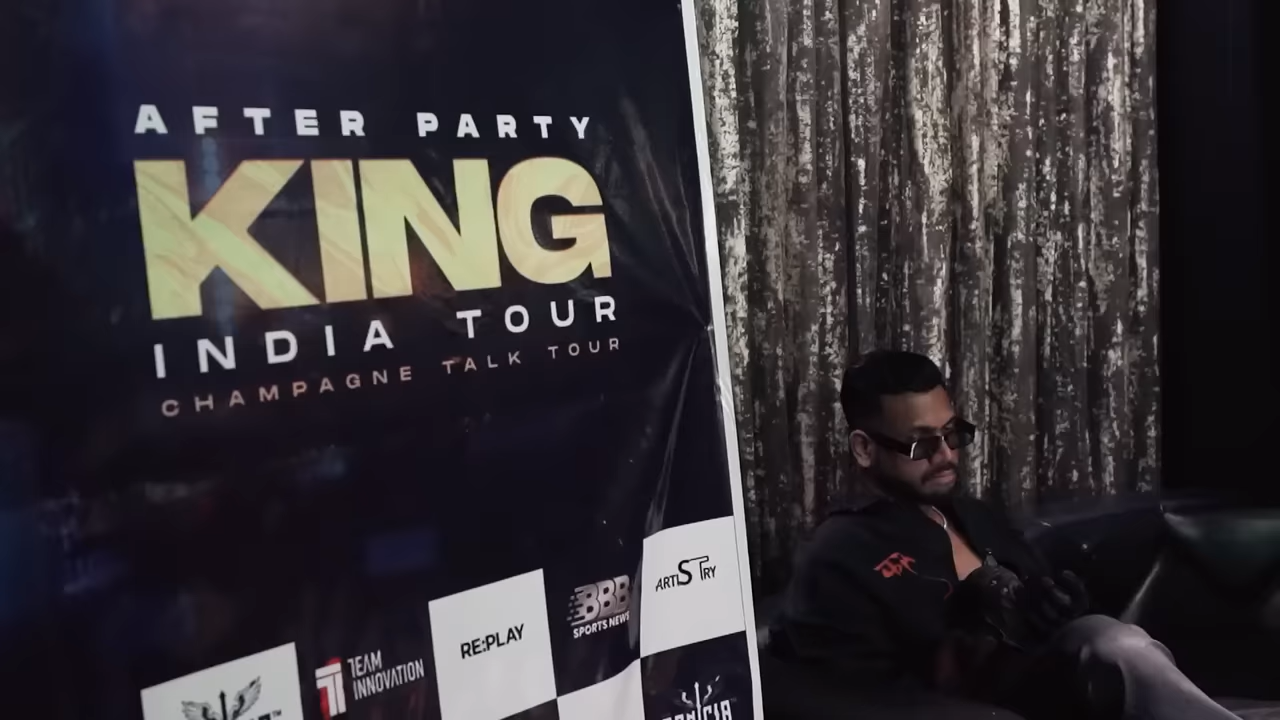 AFTER PARTY
KING
INDIA TOUR
CHAMPAGNE TALK TOUR
ARTISTRY
BBB
SPORTS NEWS
RE:PLAY
TEAM
INNOVATION